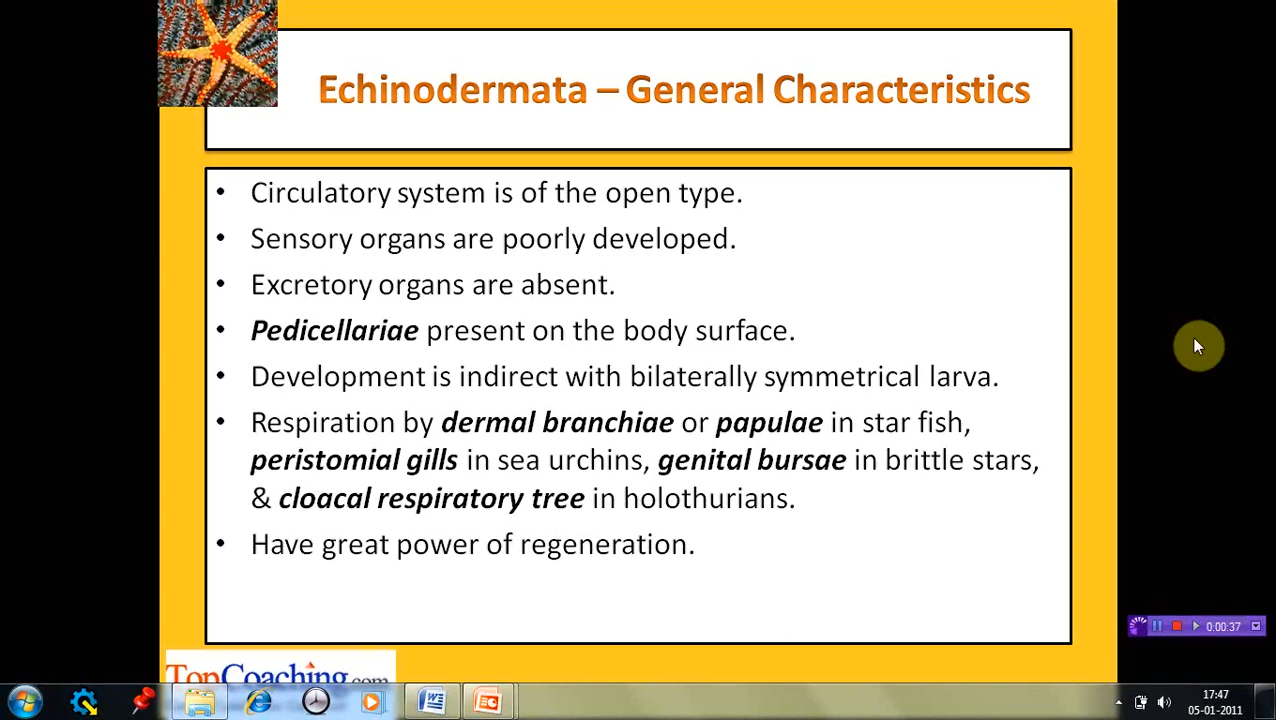 Echinodermata – General Characteristics
• Circulatory system is of the open type.
• Sensory organs are poorly developed.
• Excretory organs are absent.
• Pedicellariae present on the body surface.
• Development is indirect with bilaterally symmetrical larva.
• Respiration by dermal branchiae or papulae in star fish,
peristomial gills in sea urchins, genital bursae in brittle stars,
& cloacal respiratory tree in holothurians.
• Have great power of regeneration.
0:00:37
TopCoaching.com
17:47
05-01-2011